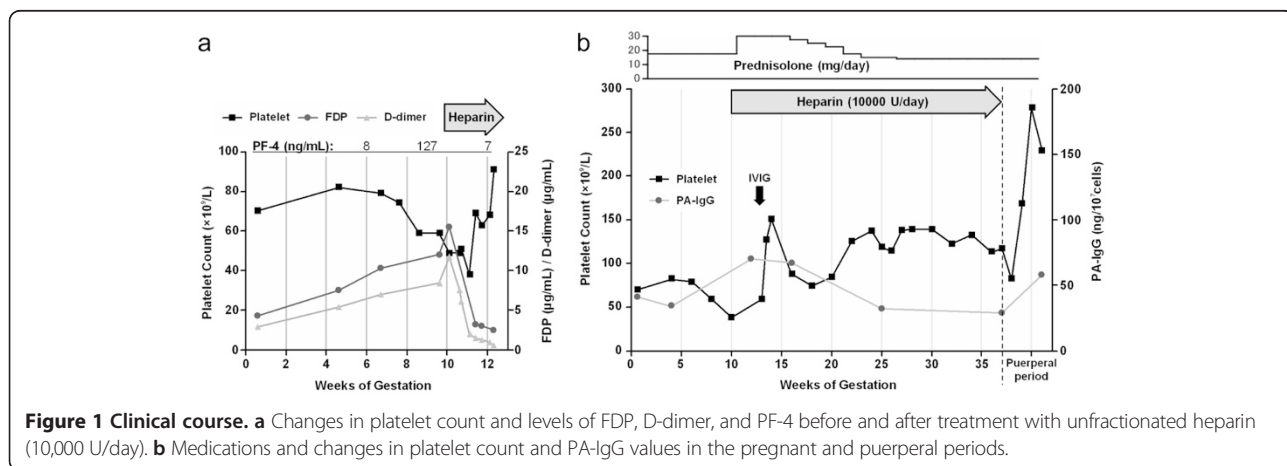 a
Heparin
Platelet FDP D-dimer
PF-4 (ng/mL): 8 127 7
100 25
80 20
60 15
40 10
20 5
0 0
Platelet Count (×10⁹/L)
FDP (μg/mL) / D-dimer (μg/mL)
0 2 4 6 8 10 12
Weeks of Gestation
b
30
20
10
0
Prednisolone (mg/day)
Heparin (10000 U/day)
300 200
250
200 150
150 100
100
50 50
0 0
IVIG
Platelet
PA-IgG
Platelet Count (×10⁹/L)
PA-IgG (ng/10⁷cells)
0 5 10 15 20 25 30 35 Puerperal
period
Weeks of Gestation
Figure 1 Clinical course. a Changes in platelet count and levels of FDP, D-dimer, and PF-4 before and after treatment with unfractionated heparin
(10,000 U/day). b Medications and changes in platelet count and PA-IgG values in the pregnant and puerperal periods.